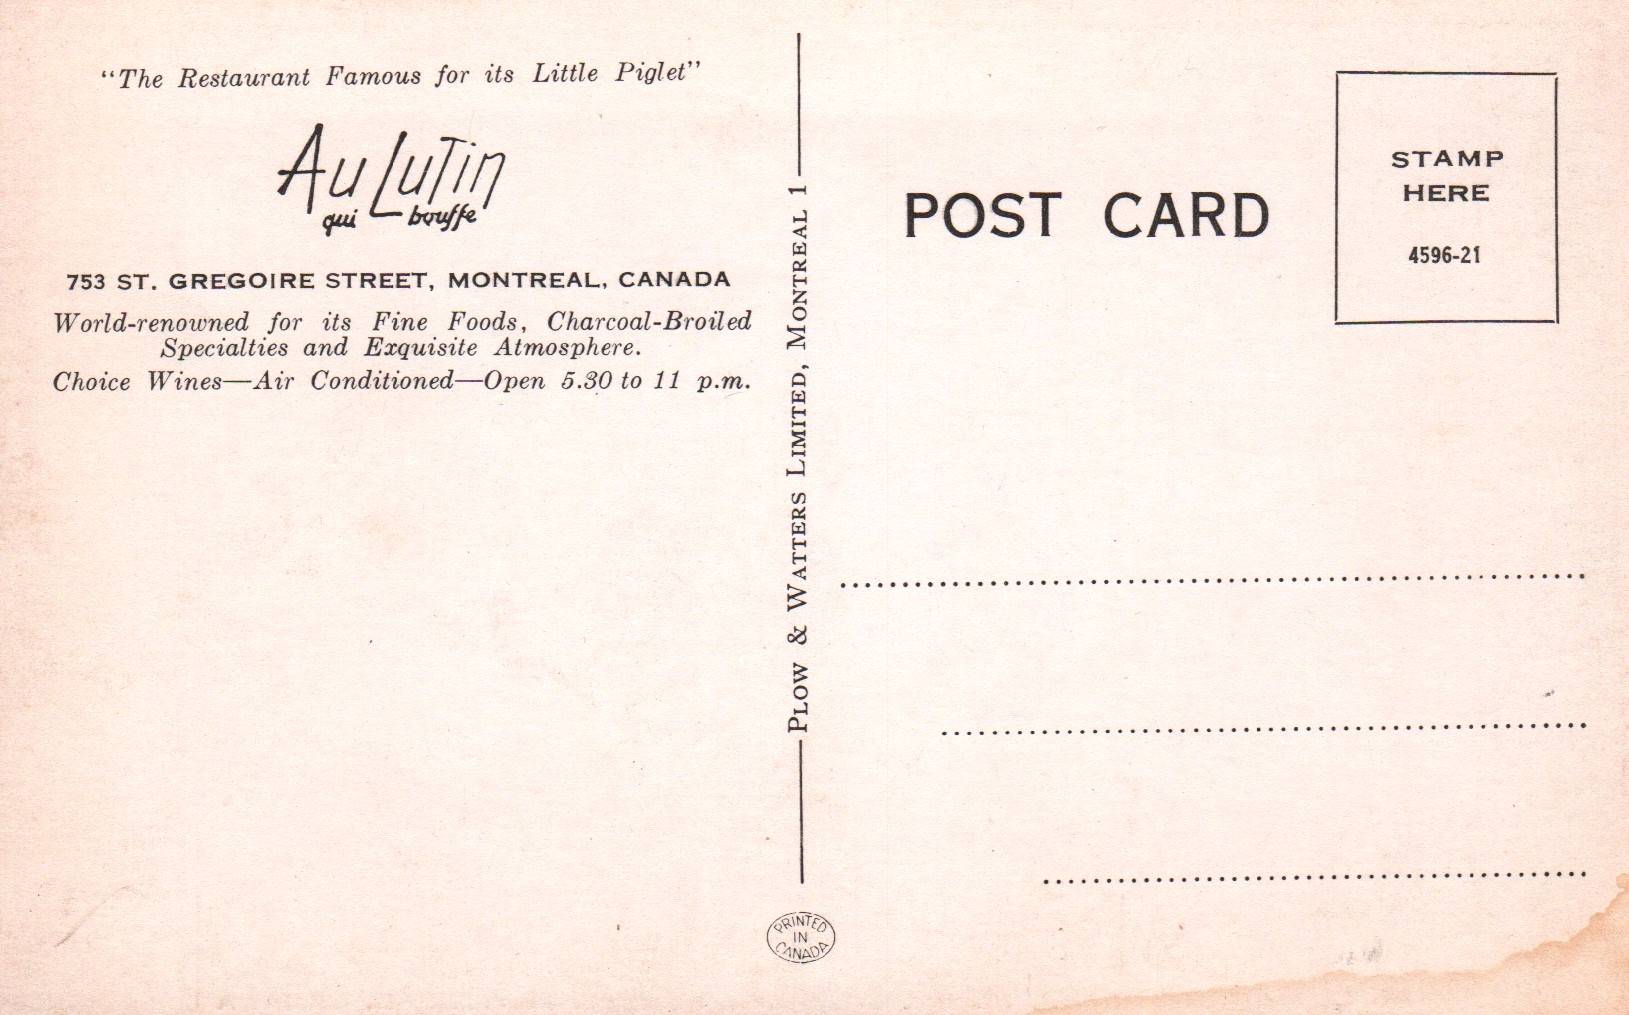 "The Restaurant Famous for its Little Piglet"
Au Lutin
qui bouffe
753 ST. GREGOIRE STREET, MONTREAL, CANADA
World-renowned for its Fine Foods, Charcoal-Broiled
Specialties and Exquisite Atmosphere.
Choice Wines—Air Conditioned—Open 5.30 to 11 p.m.
PLOW & WATTERS LIMITED, MONTREAL 1
PRINTED
IN
CANADA
POST CARD
STAMP
HERE
4596-21